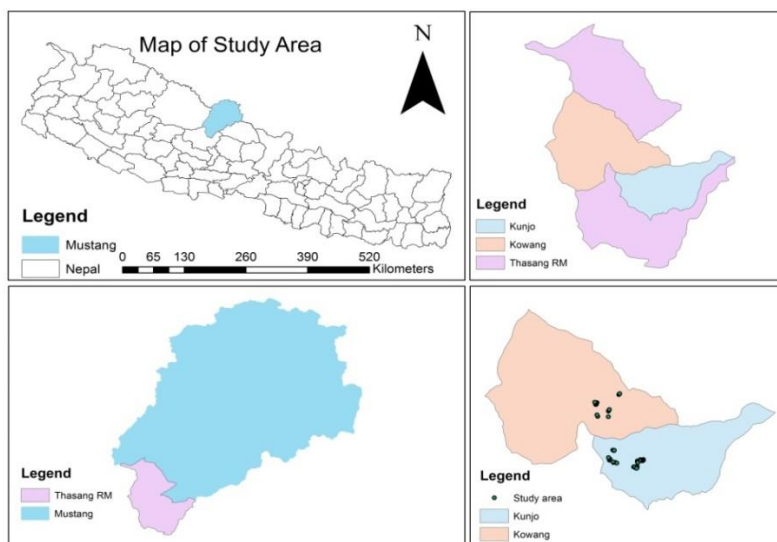 Map of Study Area
N
Legend
Mustang
Nepal
0 65 130 260 390 520
Kilometers
Legend
Kunjo
Kowang
Thasang RM
Legend
Thasang RM
Mustang
Legend
Study area
Kunjo
Kowang